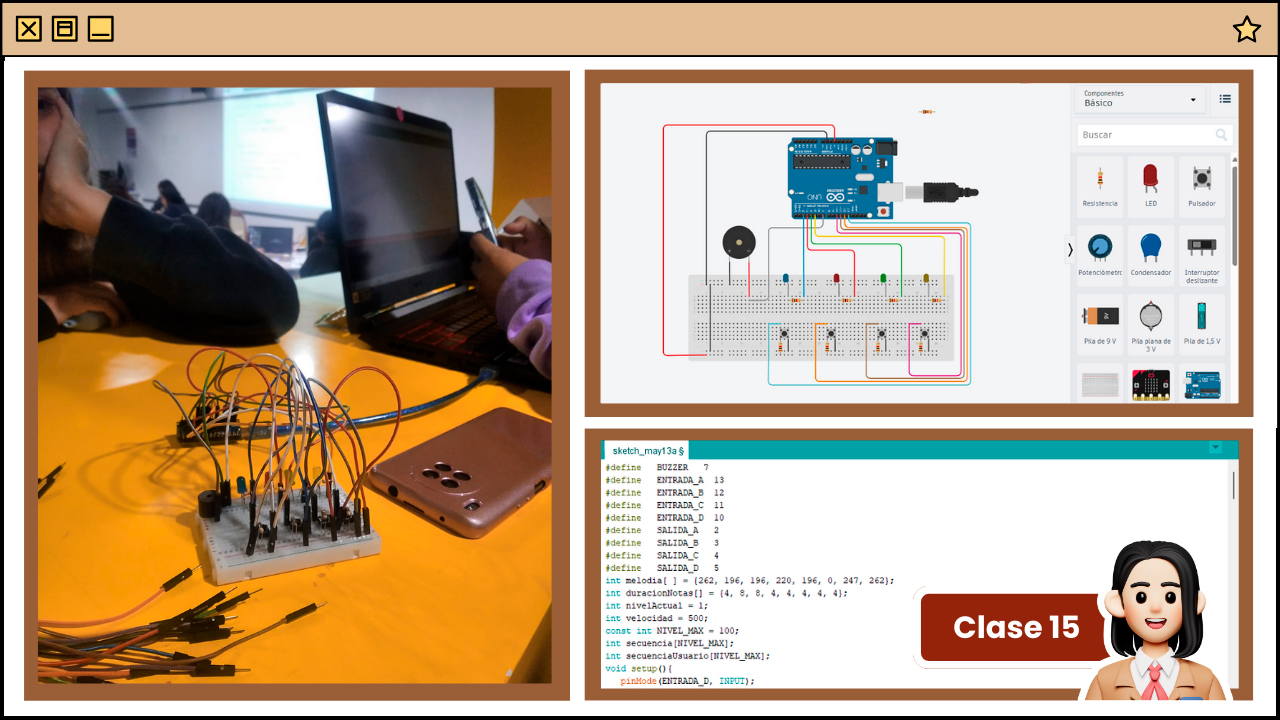 Componentes
Básico
Buscar
Resistencia
LED
Pulsador
Potenciómetro
Condensador
Interruptor
deslizante
Pila de 9 V
Pila plana de
3 V
Pila de 1,5 V
UNO
ARDUINO
sketch_may13a §
#define BUZZER 7
#define ENTRADA_A 13
#define ENTRADA_B 12
#define ENTRADA_C 11
#define ENTRADA_D 10
#define SALIDA_A 2
#define SALIDA_B 3
#define SALIDA_C 4
#define SALIDA_D 5
int melodia[ ] = {262, 196, 196, 220, 196, 0, 247, 262};
int duracionNotas[] = {4, 8, 8, 4, 4, 4, 4, 4};
int nivelActual = 1;
int velocidad = 500;
const int NIVEL_MAX = 100;
int secuencia[NIVEL_MAX];
int secuenciaUsuario[NIVEL_MAX];
void setup(){
pinMode(ENTRADA_D, INPUT);
Clase 15